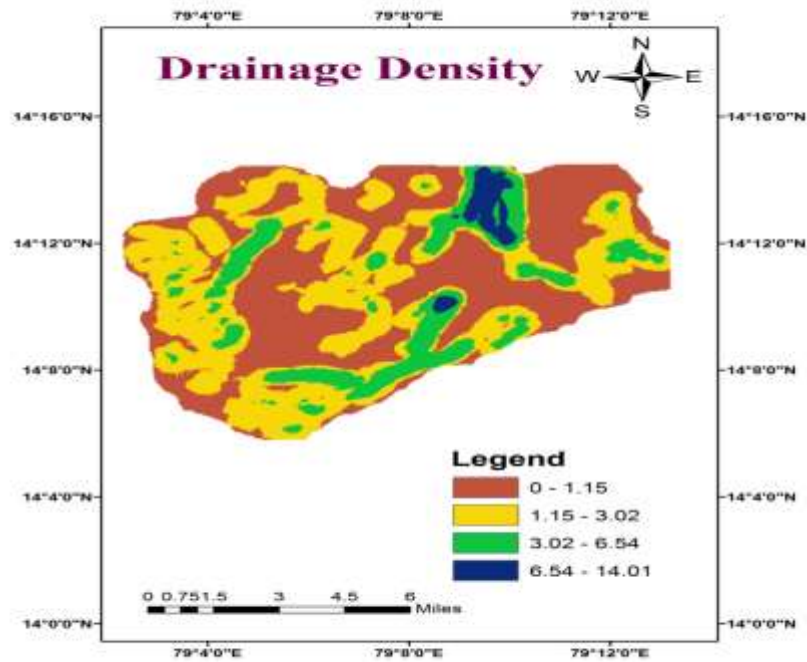 79°4'0"E 79°8'0"E 79°12'0"E
N
Drainage Density W E
S
14°16'0"N 14°16'0"N
14°12'0"N 14°12'0"N
14°8'0"N 14°8'0"N
Legend
0 - 1.15
14°4'0"N 14°4'0"N
1.15 - 3.02
3.02 - 6.54
6.54 - 14.01
0 0.751.5 3 4.5 6
Miles
14°0'0"N 14°0'0"N
79°4'0"E 79°8'0"E 79°12'0"E